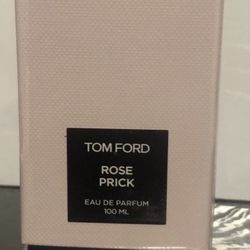 TOM FORD
ROSE
PRICK
EAU DE PARFUM
100 ML